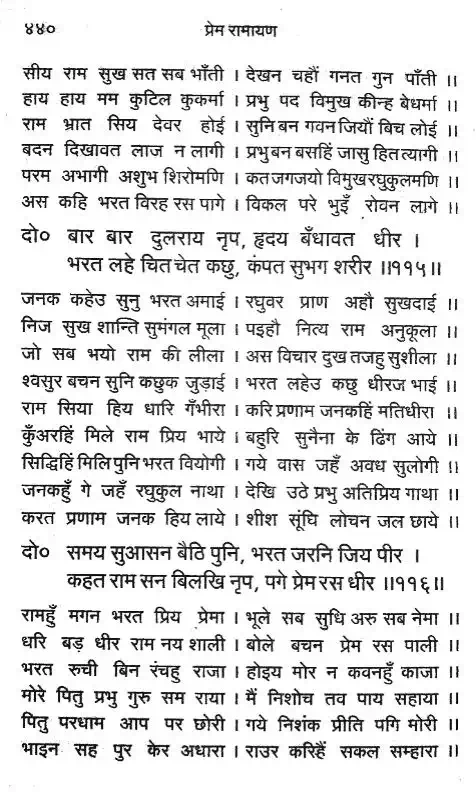 ४४० प्रेम रामायण
सीय राम सुख सत सब भाँती । देखन चहौं गनत गुन पाँती ॥
हाय हाय मम कुटिल कुकर्मा । प्रभु पद विमुख कीन्ह बेधर्मा ॥
राम भ्रात सिय देवर होई । सुनि बन गवन जियौं बिच लोई ॥
बदन दिखावत लाज न लागी । प्रभु बन बसहिं जासु हित त्यागी ॥
परम अभागी अशुभ शिरोमणि । कत जग जयो विमुख रघुकुलमणि ॥
अस कहि भरत विरह रस पागे । विकल परे भुइँ रोवन लागे ॥
दो० बार बार दुलराय नृप, हृदय बँधावत धीर ।
भरत लहे चित चेत कछु, कंपत सुभग शरीर ॥११५॥
जनक कहेउ सुनु भरत अमाई । रघुवर प्राण अहौ सुखदाई ॥
निज सुख शान्ति सुमंगल मूला । पइहौ नित्य राम अनुकूला ॥
जो सब भयो राम की लीला । अस विचार दुख तजहु सुशीला ॥
श्वसुर बचन सुनि कछुक जुड़ाई । भरत लहेउ कछु धीरज भाई ॥
राम सिया हिय धारि गँभीरा । करि प्रणाम जनकहिं मतिधीरा ॥
कुँअरहिं मिले राम प्रिय भाये । बहुरि सुनैना के ढिंग आये ॥
सिद्धिहिं मिलि पुनि भरत वियोगी । गये वास जहँ अवध सुलोगी ॥
जनकहुँ गे जहँ रघुकुल नाथा । देखि उठे प्रभु अतिप्रिय गाथा ॥
करत प्रणाम जनक हिय लाये । शीश सूंघि लोचन जल छाये ॥
दो० समय सुआसन बैठि पुनि, भरत जरनि जिय पीर ।
कहत राम सन बिलखि नृप, पगे प्रेम रस धीर ॥११६॥
रामहुँ मगन भरत प्रिय प्रेमा । भूले सब सुधि अरु सब नेमा ॥
धरि बड़ धीर राम नय शाली । बोले बचन प्रेम रस पाली ॥
भरत रुची बिन रंचहु राजा । होइय मोर न कवनहुँ काजा ॥
मोरे पितु प्रभु गुरु सम राया । मैं निशोच तव पाय सहाया ॥
पितु परधाम आप पर छोरी । गये निशंक प्रीति पगि मोरी ॥
भाइन सह पुर केर अधारा । राउर करिहैं सकल सम्हारा ॥